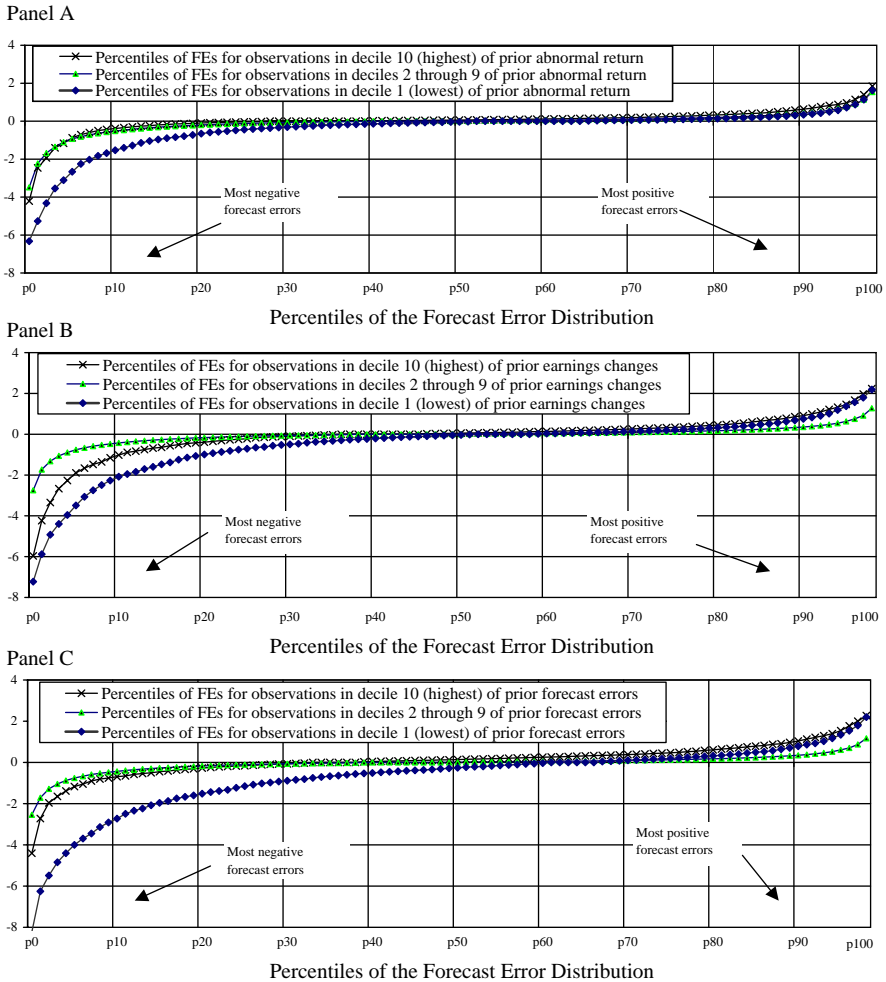 Panel A
4
2
0
-2
-4
-6
-8
Percentiles of FEs for observations in decile 10 (highest) of prior abnormal return
Percentiles of FEs for observations in deciles 2 through 9 of prior abnormal return
Percentiles of FEs for observations in decile 1 (lowest) of prior abnormal return
Most negative
forecast errors
Most positive
forecast errors
p0 p10 p20 p30 p40 p50 p60 p70 p80 p90 p100
Percentiles of the Forecast Error Distribution
Panel B
4
2
0
-2
-4
-6
-8
Percentiles of FEs for observations in decile 10 (highest) of prior earnings changes
Percentiles of FEs for observations in deciles 2 through 9 of prior earnings changes
Percentiles of FEs for observations in decile 1 (lowest) of prior earnings changes
Most negative
forecast errors
Most positive
forecast errors
p0 p10 p20 p30 p40 p50 p60 p70 p80 p90 p100
Percentiles of the Forecast Error Distribution
Panel C
4
2
0
-2
-4
-6
-8
Percentiles of FEs for observations in decile 10 (highest) of prior forecast errors
Percentiles of FEs for observations in deciles 2 through 9 of prior forecast errors
Percentiles of FEs for observations in decile 1 (lowest) of prior forecast errors
Most negative
forecast errors
Most positive
forecast errors
p0 p10 p20 p30 p40 p50 p60 p70 p80 p90 p100
Percentiles of the Forecast Error Distribution